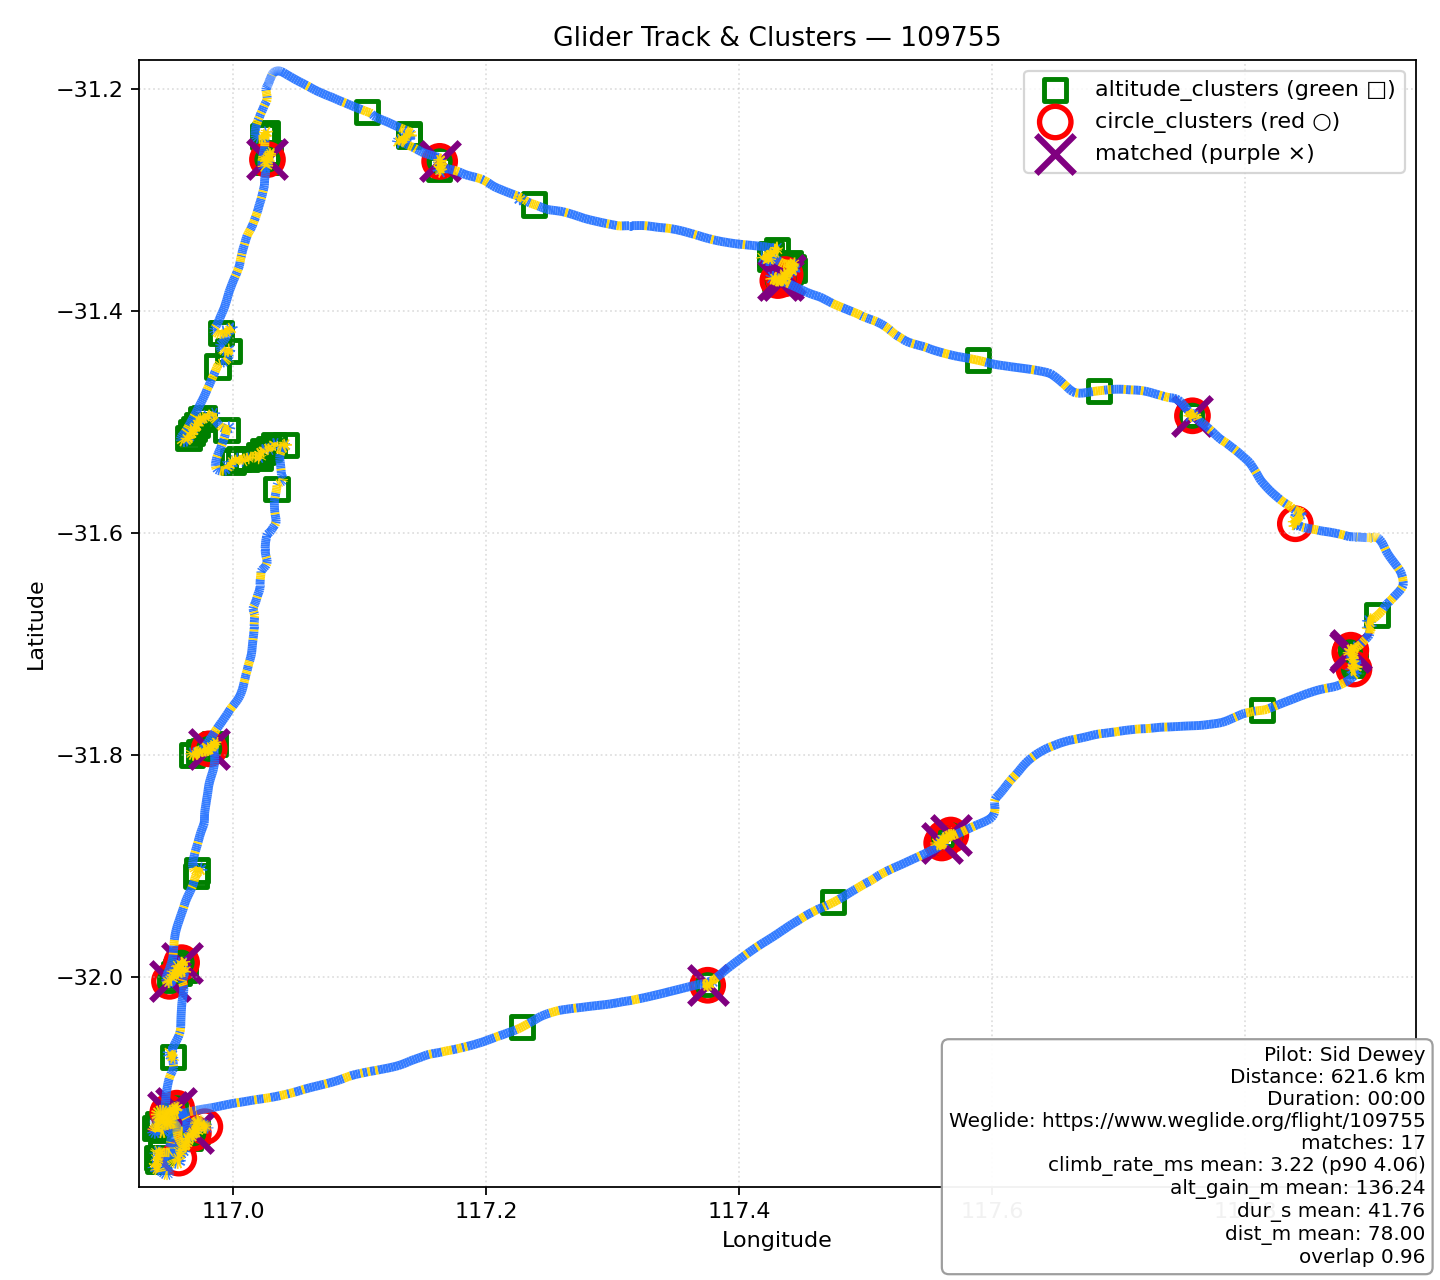 Glider Track & Clusters — 109755
altitude_clusters (green □)
circle_clusters (red ○)
matched (purple ×)
−31.2
−31.4
−31.6
−31.8
−32.0
Latitude
117.0
117.2
117.4
117.6
Longitude
Pilot: Sid Dewey
Distance: 621.6 km
Duration: 00:00
Weglide: https://www.weglide.org/flight/109755
matches: 17
climb_rate_ms mean: 3.22 (p90 4.06)
alt_gain_m mean: 136.24
dur_s mean: 41.76
dist_m mean: 78.00
overlap 0.96